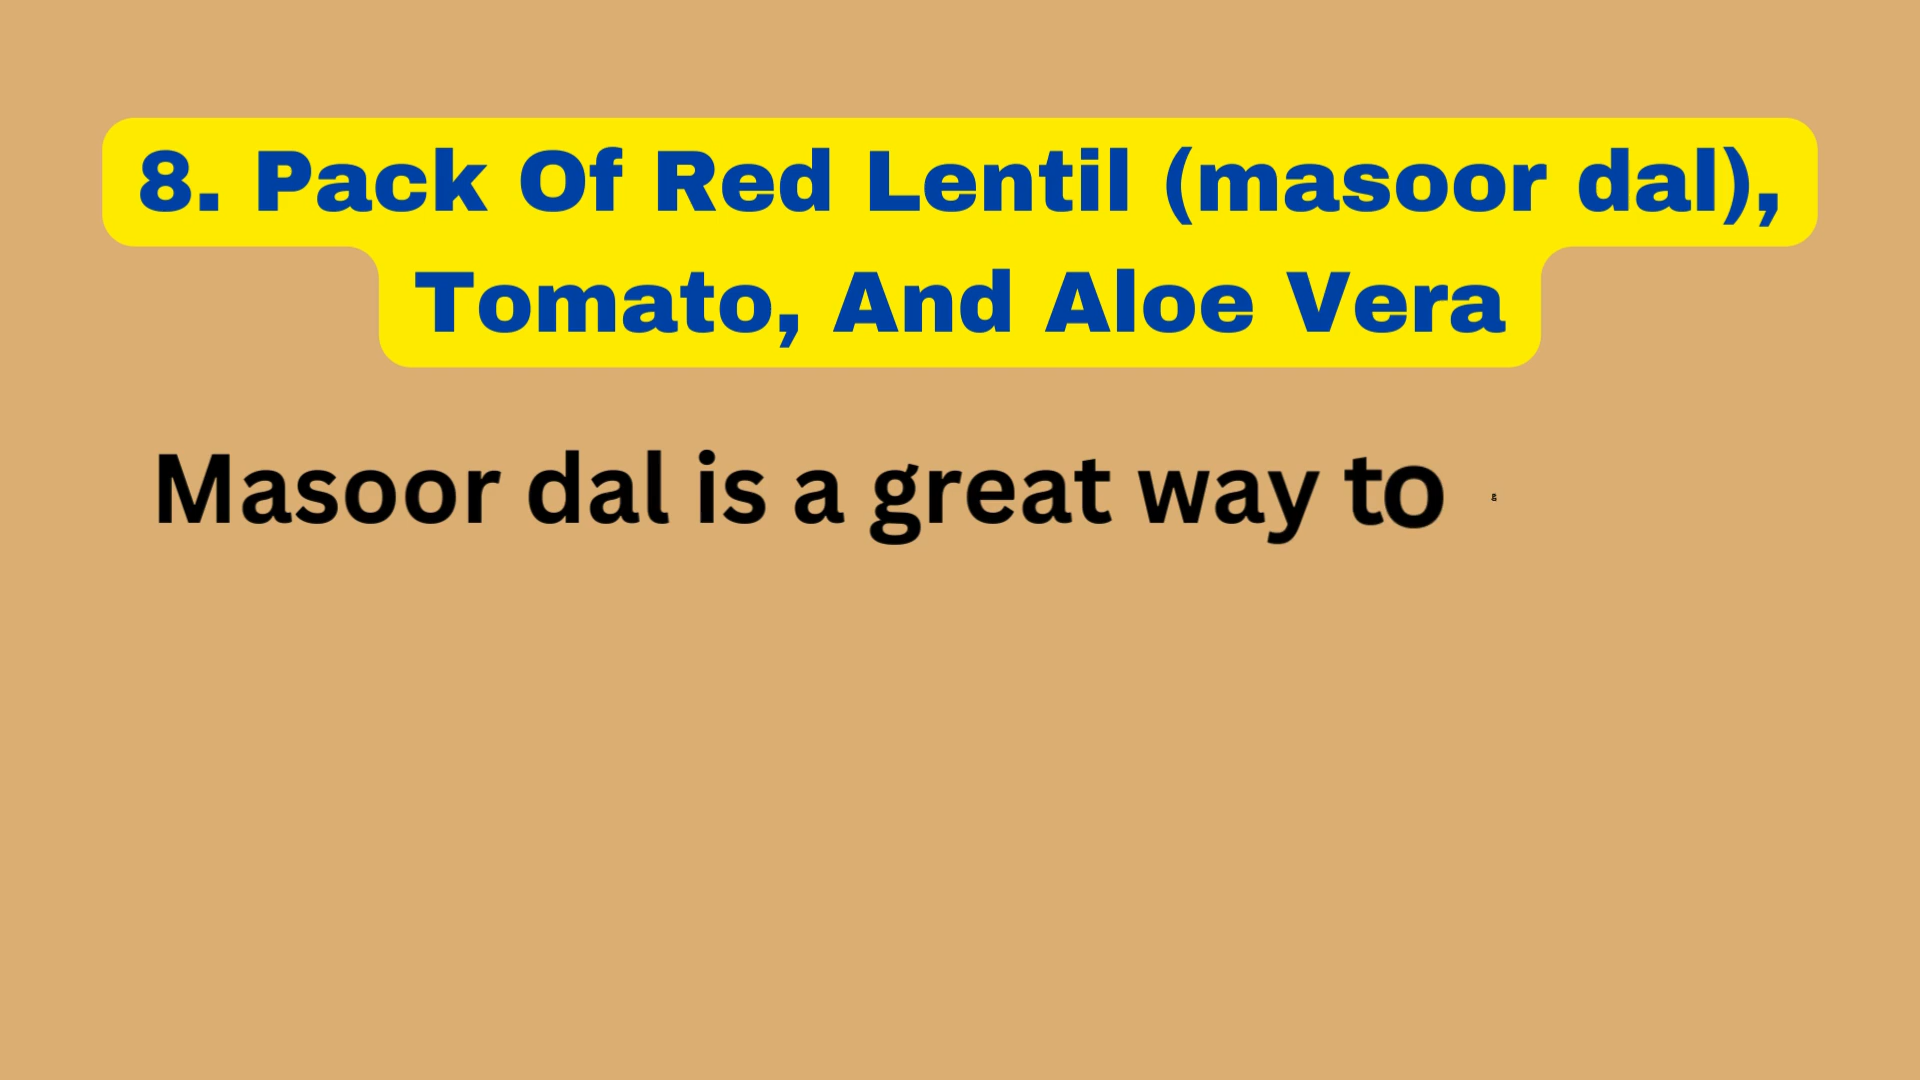 8. Pack Of Red Lentil (masoor dal),
Tomato, And Aloe Vera
Masoor dal is a great way to